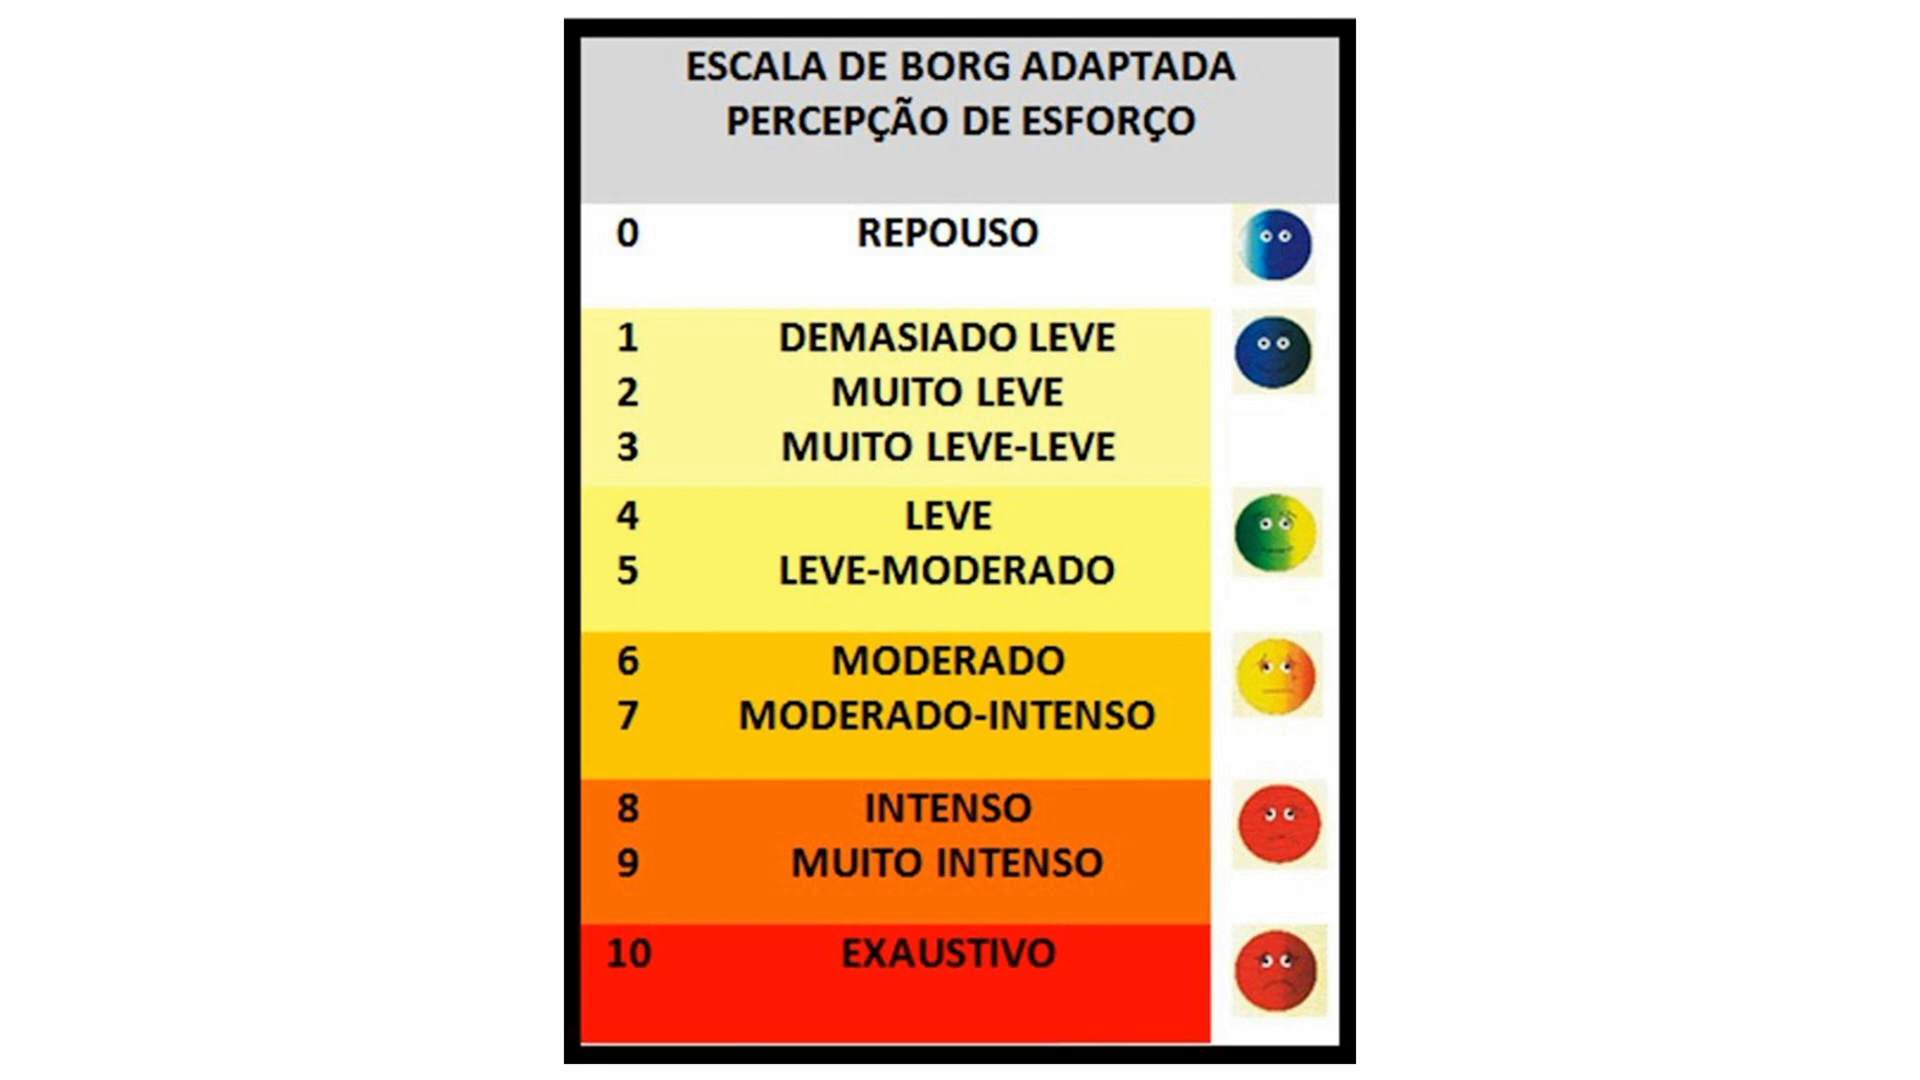 ESCALA DE BORG ADAPTADA
PERCEPÇÃO DE ESFORÇO
0 REPOUSO
1 DEMASIADO LEVE
2 MUITO LEVE
3 MUITO LEVE-LEVE
4 LEVE
5 LEVE-MODERADO
6 MODERADO
7 MODERADO-INTENSO
8 INTENSO
9 MUITO INTENSO
10 EXAUSTIVO